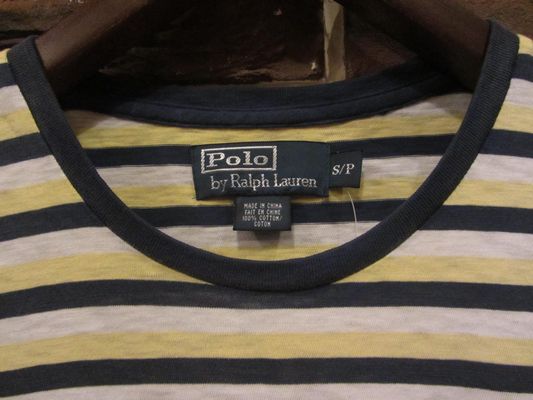 Polo
by Ralph Lauren
S/P
MADE IN CHINA
FAIT EN CHINE
100% COTTON/
COTON